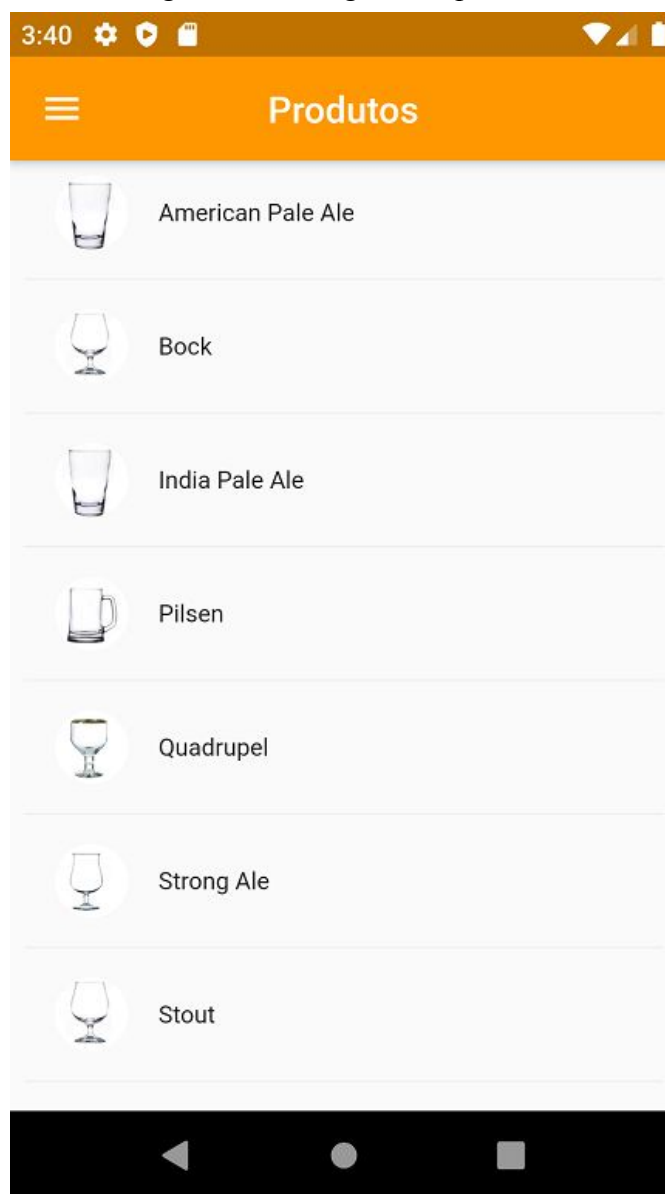 3:40
Produtos
American Pale Ale
Bock
India Pale Ale
Pilsen
Quadrupel
Strong Ale
Stout